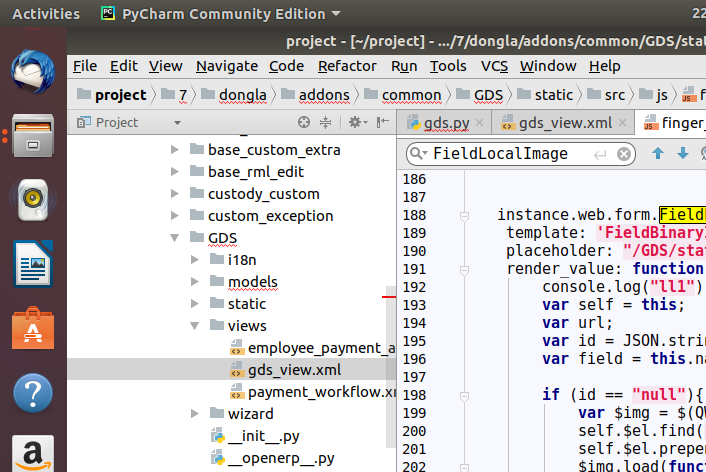 Activities PyCharm Community Edition 22
project - [~/project] - .../7/dongla/addons/common/GDS/stat
File Edit View Navigate Code Refactor Run Tools VCS Window Help
project 7 dongla addons common GDS static src js f
Project gds.py gds_view.xml finger_
FieldLocalImage
base_custom_extra
base_rml_edit
custody_custom
custom_exception
GDS
i18n
models
static
views
employee_payment_a
gds_view.xml
payment_workflow.x
wizard
__init__.py
__openerp__.py
186
187
188 instance.web.form.Field
189 template: 'FieldBinary
190 placeholder: "/GDS/stat
191 render_value: function
192 console.log("ll1")
193 var self = this;
194 var url;
195 var id = JSON.strin
196 var field = this.na
197
198 if (id == "null"){
199 var $img = $(QW
200 self.$el.find(
201 self.$el.prepe
202 $img.load(func